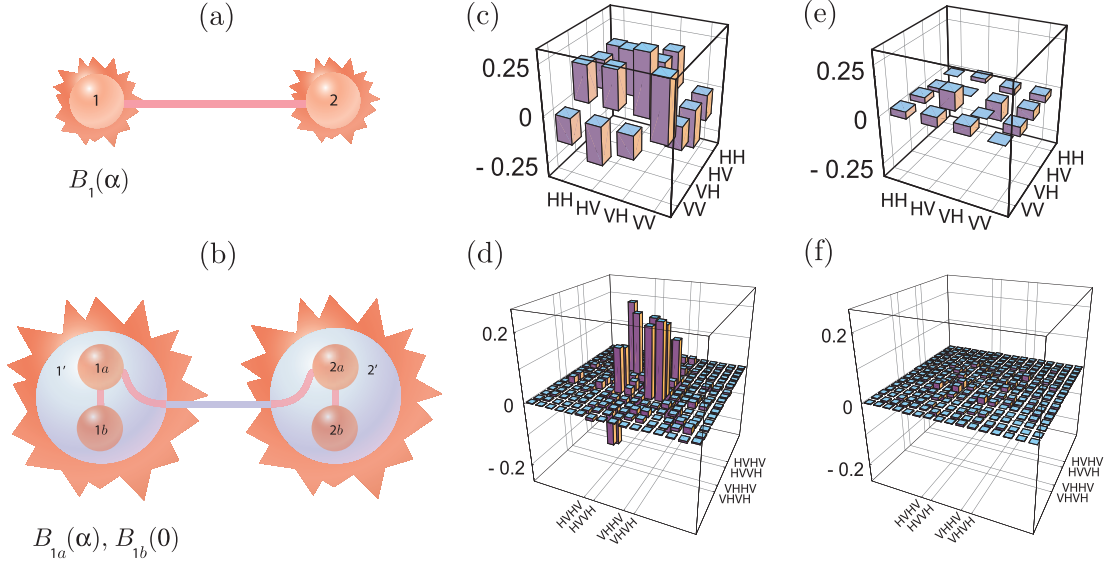 (a)
1
2
B₁(α)
(b)
1'
1a
1b
2a
2'
2b
B₁ₐ(α), B₁b(0)
(c)
0.25
0
- 0.25
HH
HV
VH
VV
HH
HV
VH
VV
(e)
0.25
0
- 0.25
HH
HV
VH
VV
HH
HV
VH
VV
(d)
0.2
0
- 0.2
HVHV
HVVH
VHHV
VHVH
HVHV
HVVH
VHHV
VHVH
(f)
0.2
0
- 0.2
HVHV
HVVH
VHHV
VHVH
HVHV
HVVH
VHHV
VHVH